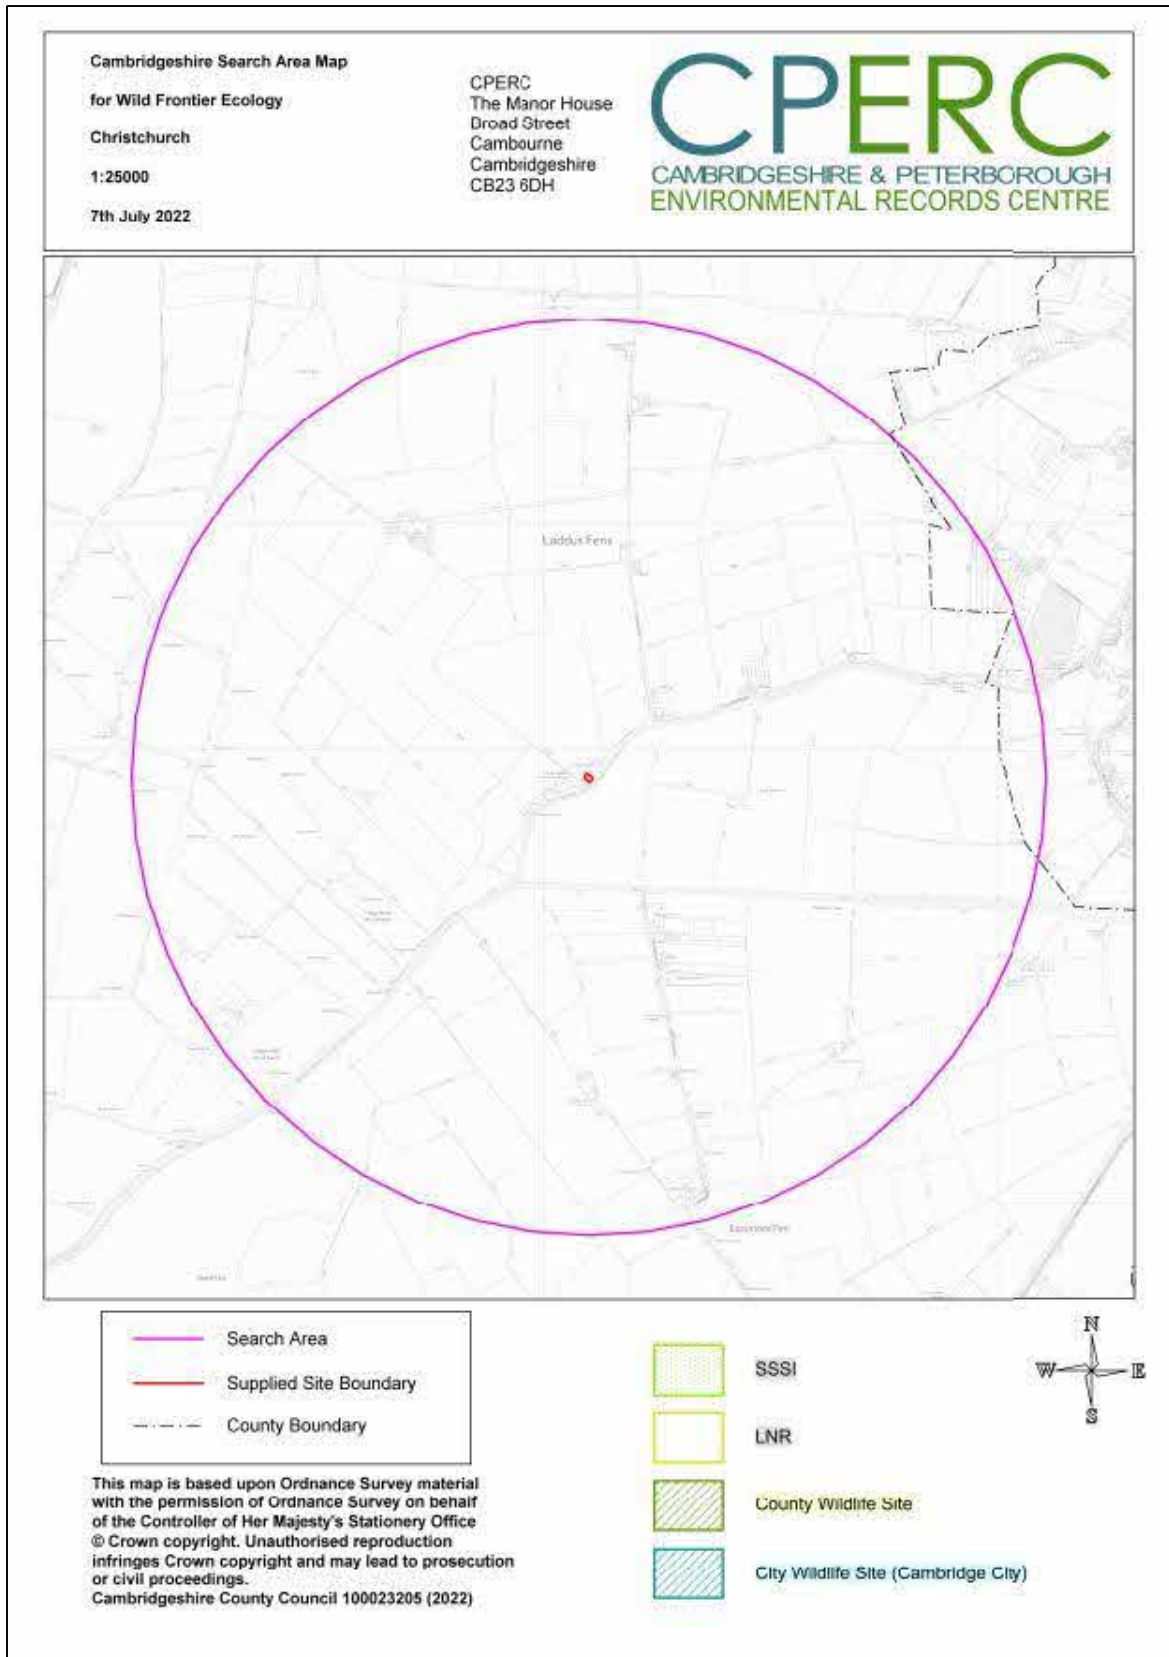 Cambridgeshire Search Area Map
for Wild Frontier Ecology
Christchurch
1:25000
7th July 2022
CPERC
The Manor House
Broad Street
Cambourne
Cambridgeshire
CB23 6DH
CPERC
CAMBRIDGESHIRE & PETERBOROUGH
ENVIRONMENTAL RECORDS CENTRE
Laddus Fens
Search Area
Supplied Site Boundary
County Boundary
SSSI
LNR
County Wildlife Site
City Wildlife Site (Cambridge City)
N
W
E
S
This map is based upon Ordnance Survey material
with the permission of Ordnance Survey on behalf
of the Controller of Her Majesty's Stationery Office
© Crown copyright. Unauthorised reproduction
infringes Crown copyright and may lead to prosecution
or civil proceedings.
Cambridgeshire County Council 100023205 (2022)